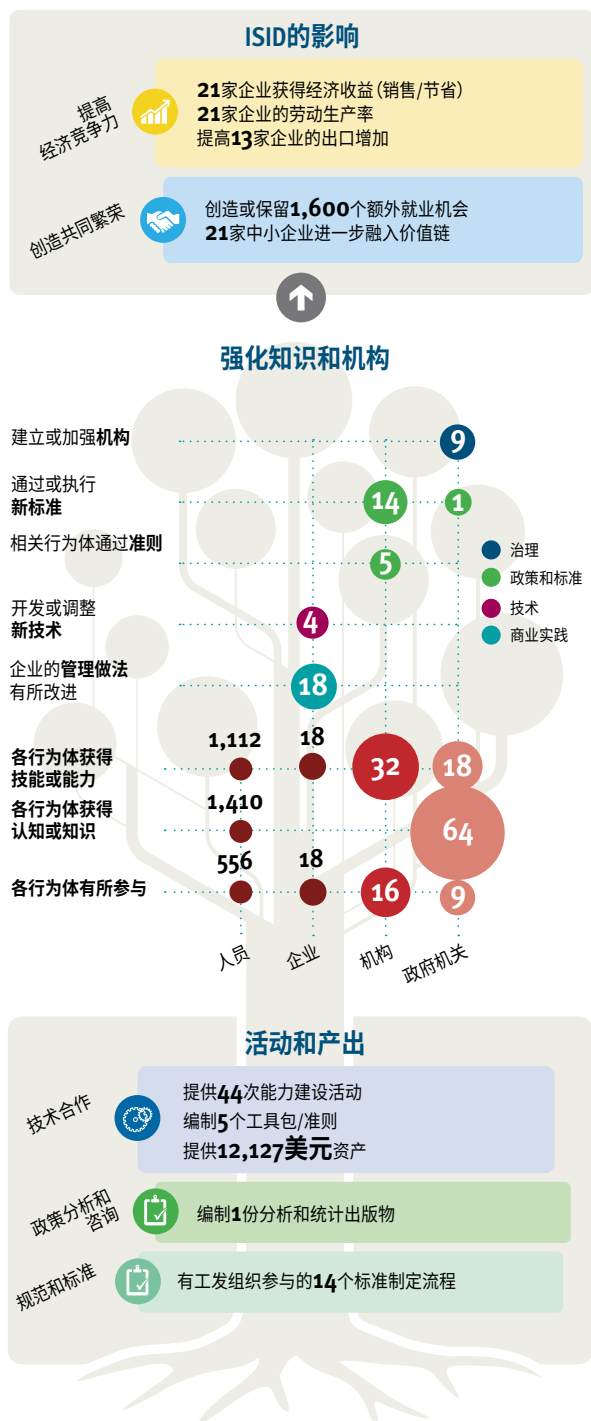 ISID的影响
提高
经济竞争力
21家企业获得经济收益（销售/节省）
21家企业的劳动生产率
提高13家企业的出口增加
创造共同繁荣
创造或保留1,600个额外就业机会
21家中小企业进一步融入价值链
强化知识和机构
建立或加强机构
9
通过或执行
新标准
14
1
相关行为体通过准则
5
治理
政策和标准
技术
商业实践
开发或调整
新技术
4
企业的管理做法
有所改进
18
各行为体获得
技能或能力
1,112
18
32
18
各行为体获得
认知或知识
1,410
64
各行为体有所参与
556
18
16
9
人员
企业
机构
政府机关
活动和产出
技术合作
提供44次能力建设活动
编制5个工具包/准则
提供12,127美元资产
政策分析和
咨询
编制1份分析和统计出版物
规范和标准
有工发组织参与的14个标准制定流程